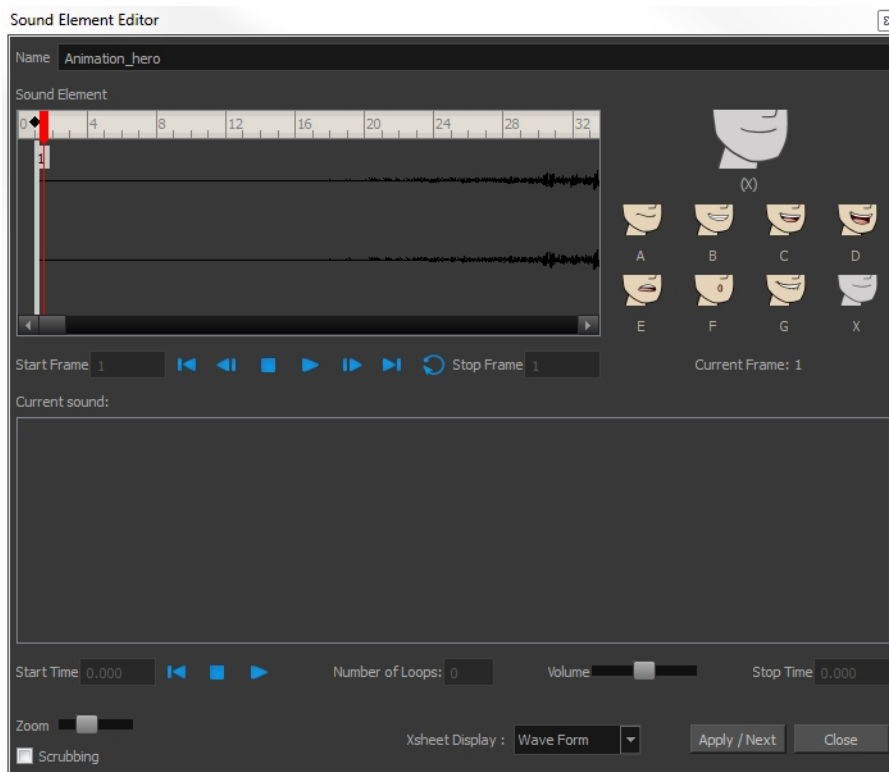 Sound Element Editor
Name Animation_hero
Sound Element
0 4 8 12 16 20 24 28 32
1
(X)
A B C D
E F G X
Start Frame 1 Stop Frame 1 Current Frame: 1
Current sound:
Start Time 0.000 Number of Loops: 0 Volume Stop Time 0.000
Zoom
Xsheet Display : Wave Form Apply / Next Close
Scrubbing